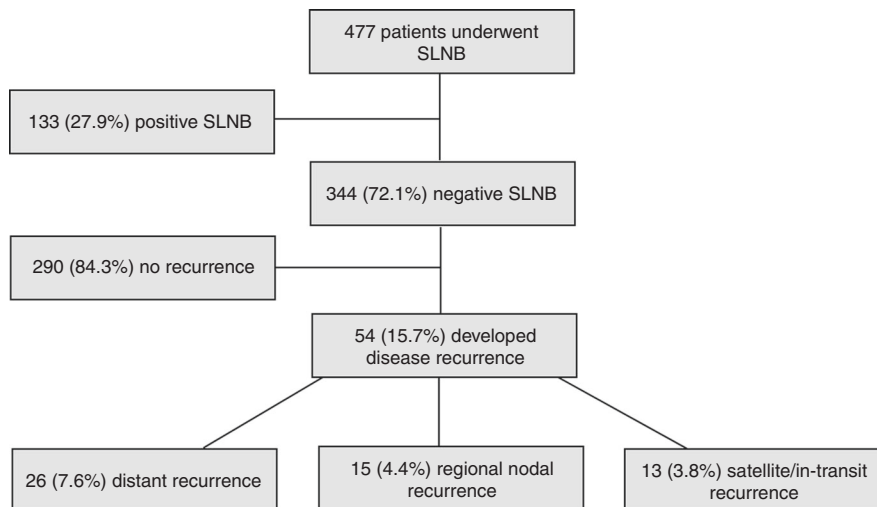 477 patients underwent
SLNB
133 (27.9%) positive SLNB
344 (72.1%) negative SLNB
290 (84.3%) no recurrence
54 (15.7%) developed
disease recurrence
26 (7.6%) distant recurrence
15 (4.4%) regional nodal
recurrence
13 (3.8%) satellite/in-transit
recurrence